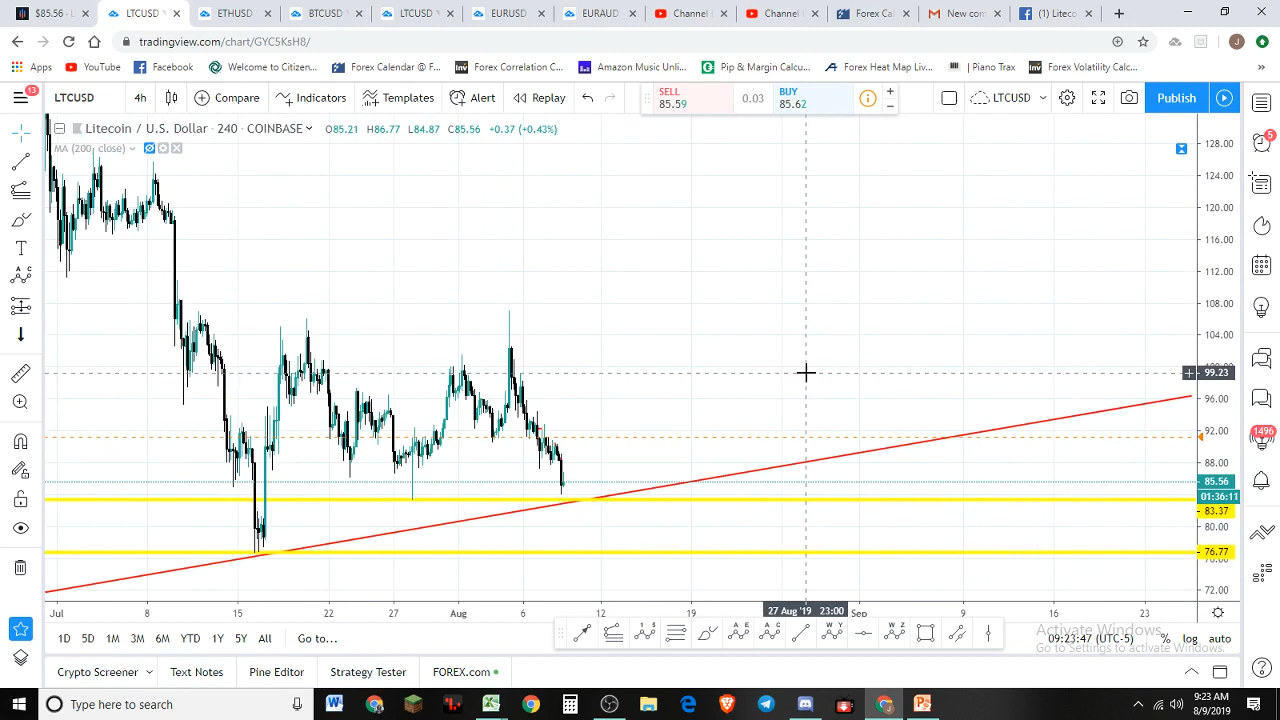 $85.56 - L
LTCUSD
ETHUSD
BTCUSD
LTCUSD
EURUSD
EURAUD
Channel
Channel
Forex C
New com
(1) Liteco
tradingview.com/chart/GYC5KsH8/
Apps
YouTube
Facebook
Welcome to Citizen...
Forex Calendar @ F...
Forex Correlation C...
Amazon Music Unli...
Pip & Margin Calcu...
Forex Heat Map Liv...
Piano Trax
Forex Volatility Calc...
13
LTCUSD
4h
Compare
Indicators
Templates
Alert
Replay
SELL
85.59
0.03
BUY
85.62
LTCUSD
Publish
Litecoin / U.S. Dollar · 240 · COINBASE
O85.21 H86.77 L84.87 C85.56 +0.37 (+0.43%)
MA (200, close)
5
1496
128.00
124.00
120.00
116.00
112.00
108.00
104.00
99.23
96.00
92.00
88.00
85.56
01:36:11
83.37
80.00
76.77
72.00
Jul
8
15
22
27
Aug
6
12
19
27 Aug '19 23:00
Sep
9
16
23
1D
5D
1M
3M
6M
YTD
1Y
5Y
All
Go to...
Activate Windows
Go to Settings to activate Windows.
09:23:47 (UTC-5)
%
log
auto
Crypto Screener
Text Notes
Pine Editor
Strategy Tester
FOREX.com
Type here to search
9:23 AM
8/9/2019